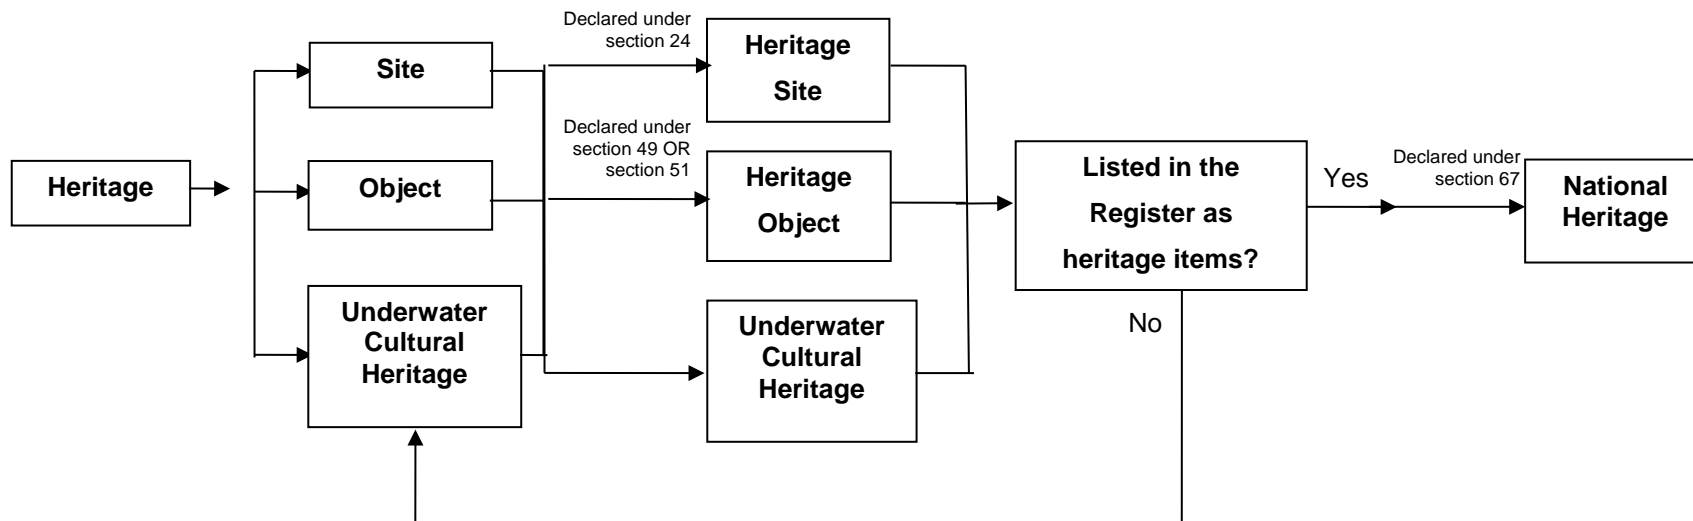 Heritage
Site
Object
Underwater
Cultural
Heritage
Declared under
section 24
Heritage
Site
Declared under
section 49 OR
section 51
Heritage
Object
Underwater
Cultural
Heritage
Listed in the
Register as
heritage items?
Yes
No
Declared under
section 67
National
Heritage